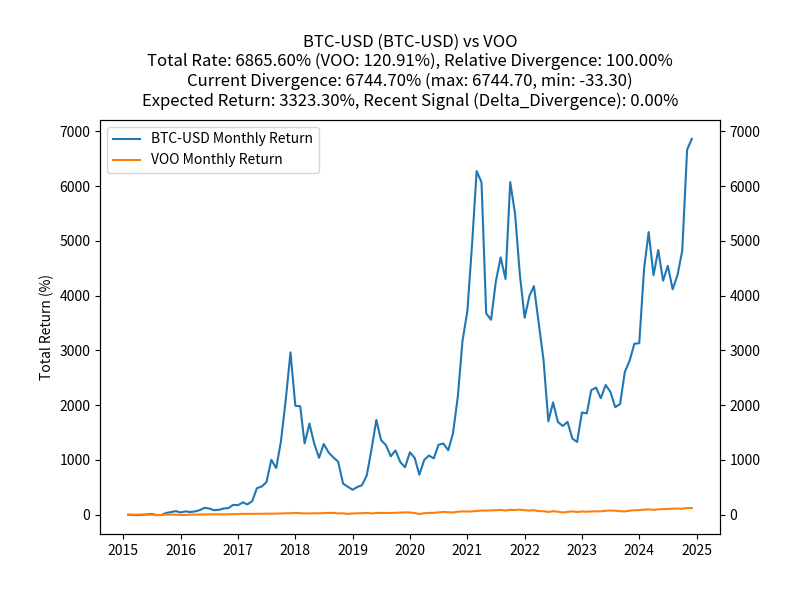 BTC-USD (BTC-USD) vs VOO
Total Rate: 6865.60% (VOO: 120.91%), Relative Divergence: 100.00%
Current Divergence: 6744.70% (max: 6744.70, min: -33.30)
Expected Return: 3323.30%, Recent Signal (Delta_Divergence): 0.00%
BTC-USD Monthly Return
VOO Monthly Return
Total Return (%)
7000 7000
6000 6000
5000 5000
4000 4000
3000 3000
2000 2000
1000 1000
0 0
2015 2016 2017 2018 2019 2020 2021 2022 2023 2024 2025